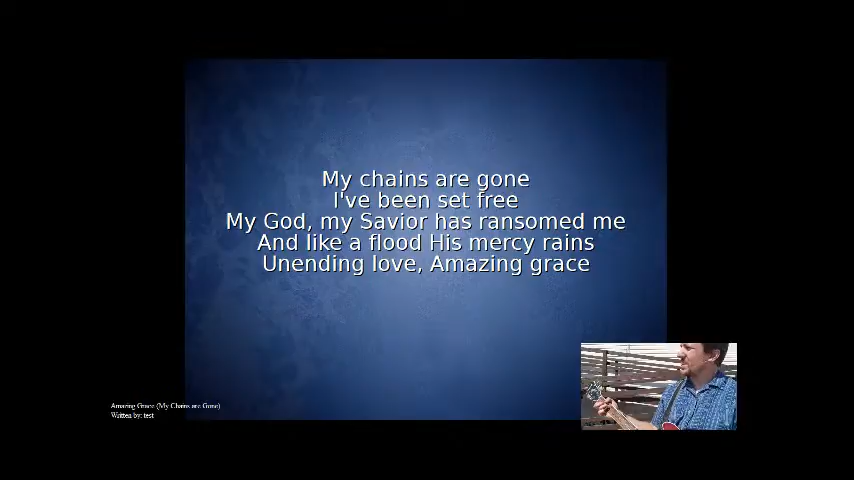 My chains are gone
I've been set free
My God, my Savior has ransomed me
And like a flood His mercy rains
Unending love, Amazing grace
Amazing Grace (My Chains are Gone)
Written by: test